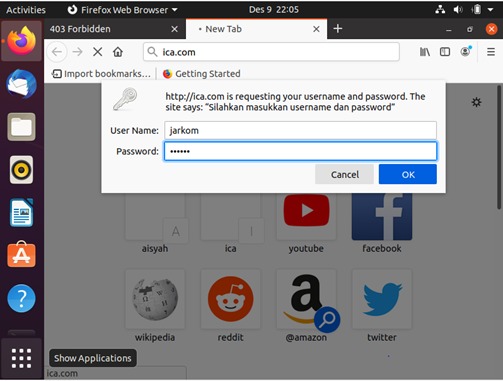 Activities
Firefox Web Browser
Des 9 22:05
403 Forbidden
New Tab
ica.com
Import bookmarks…
Getting Started
http://ica.com is requesting your username and password. The
site says: “Silahkan masukkan username dan password”
User Name:
jarkom
Password:
••••••
Cancel
OK
A
I
aisyah
ica
youtube
facebook
wikipedia
reddit
@amazon
twitter
Show Applications
ica.com